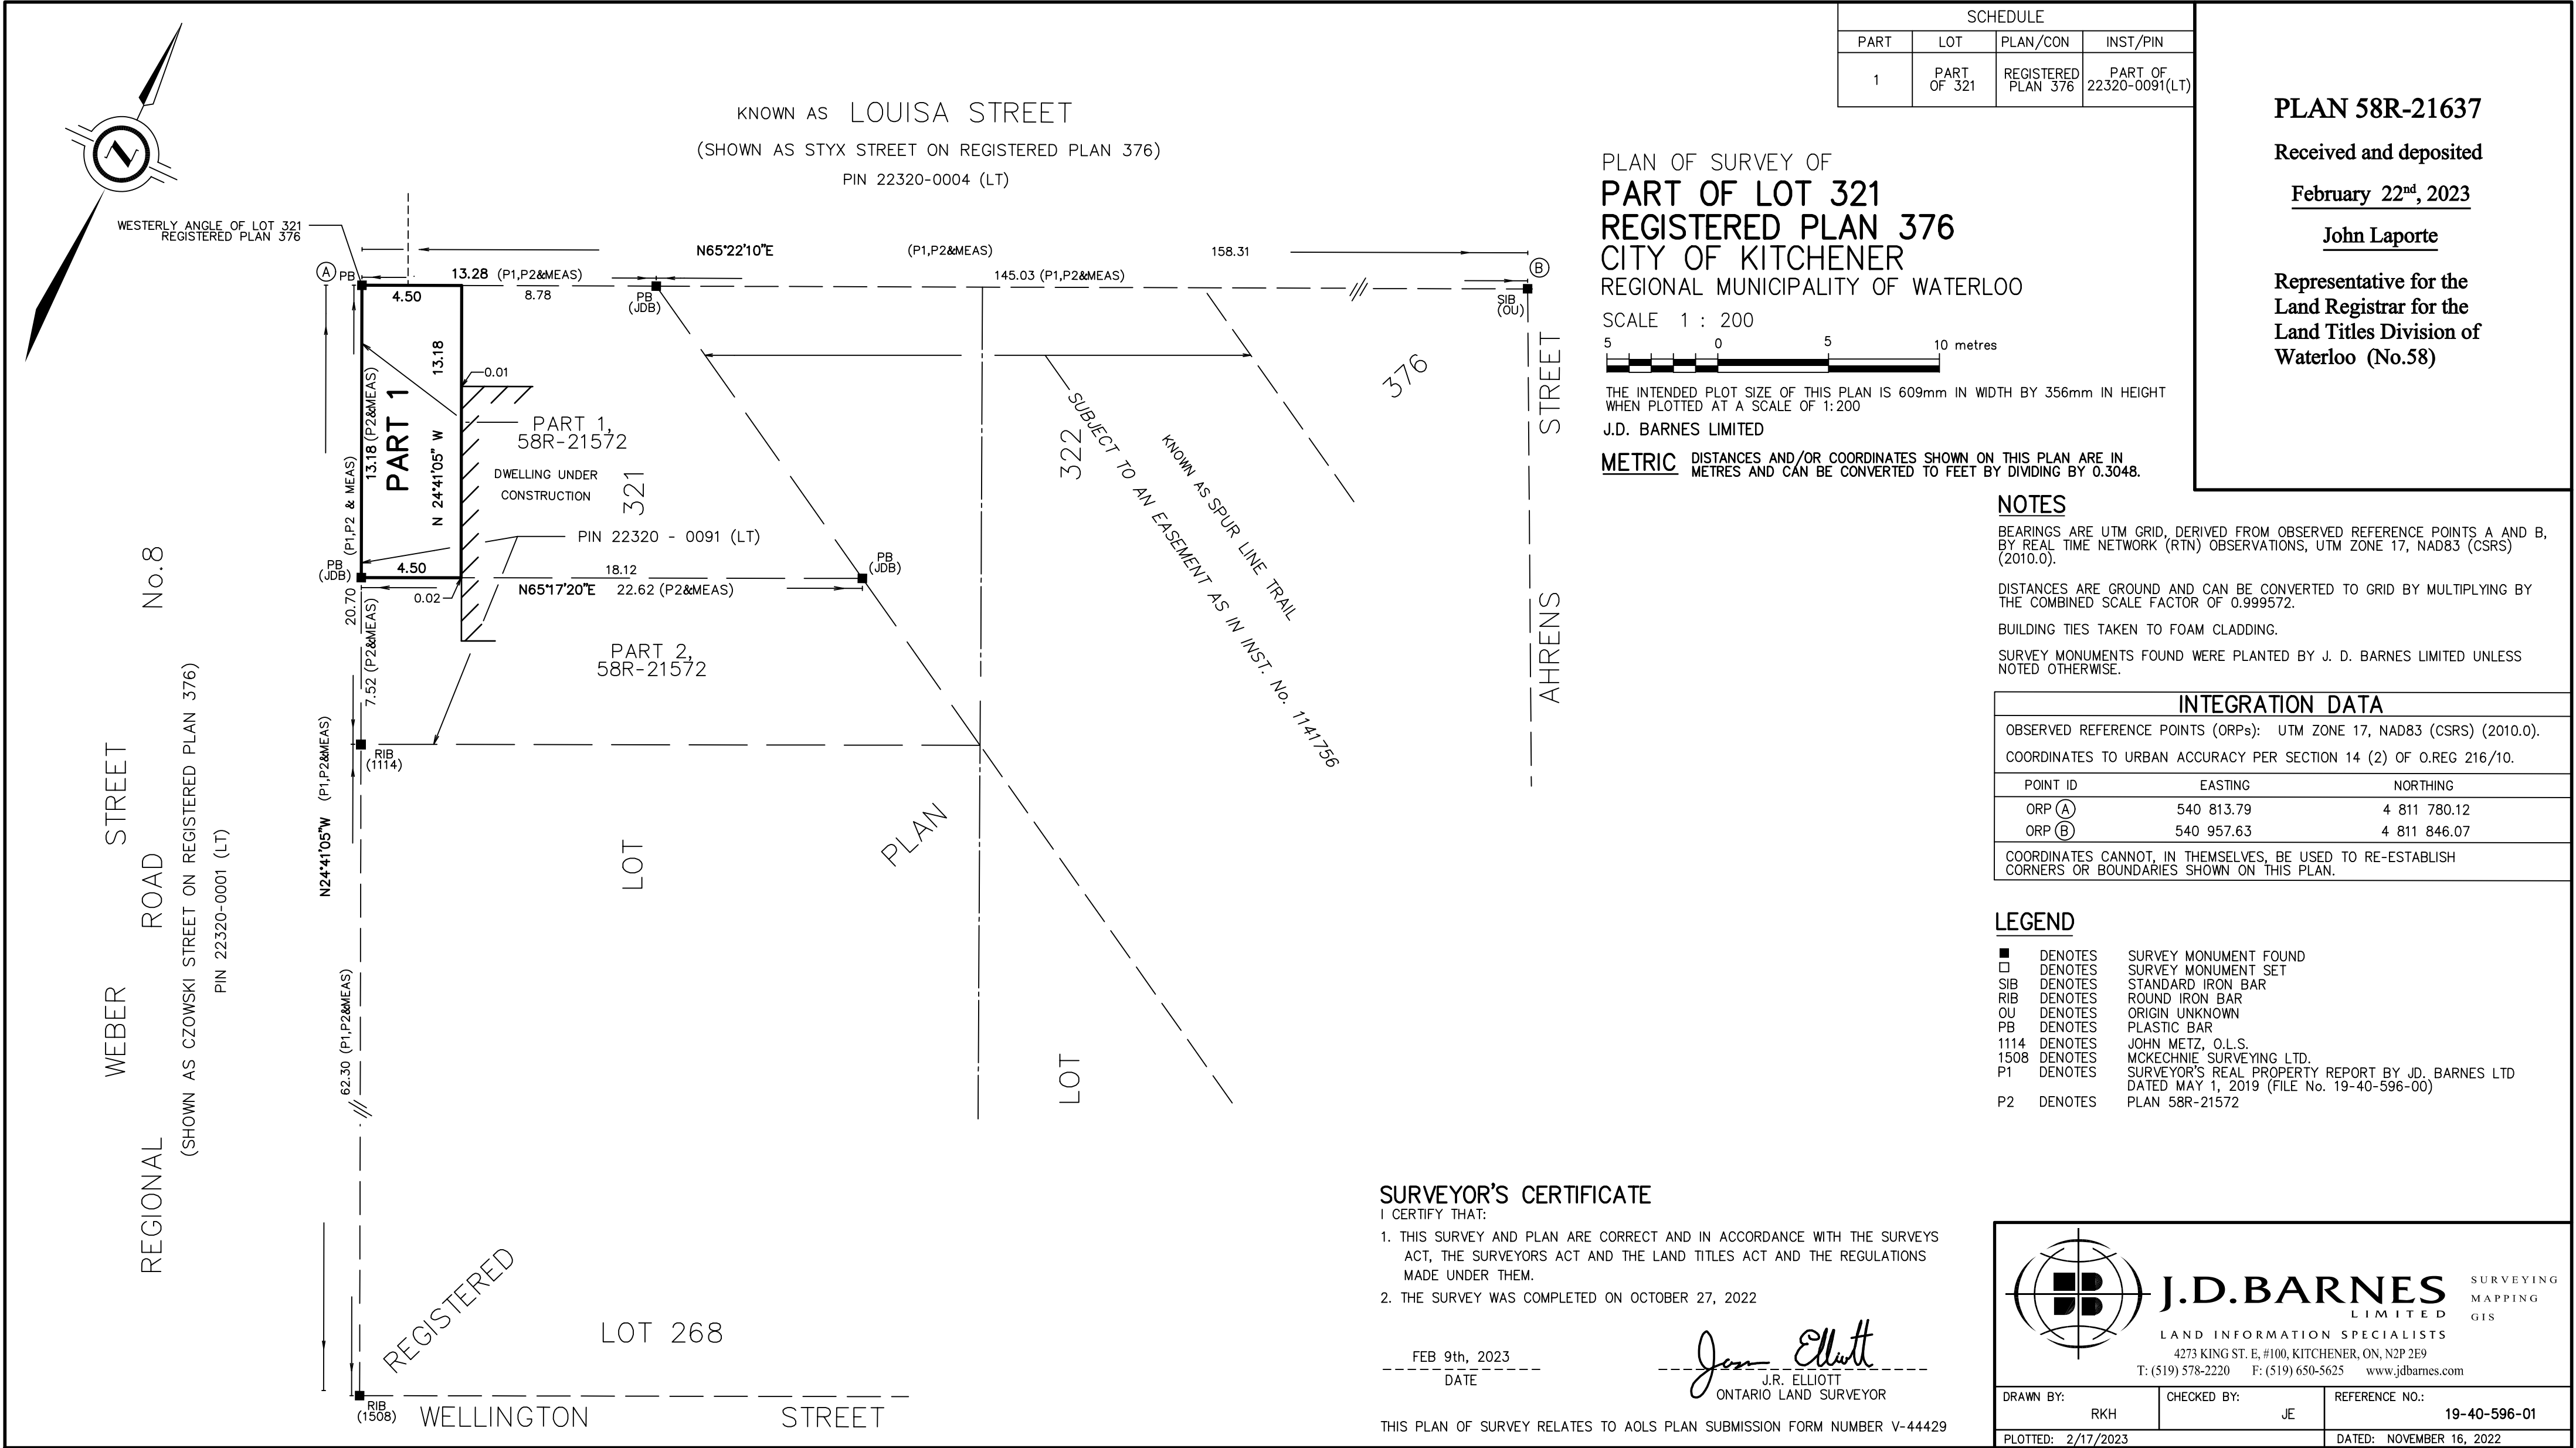 SCHEDULE
PART LOT PLAN/CON INST/PIN
1 PART OF 321 REGISTERED PLAN 376 PART OF 22320-0091(LT)
PLAN 58R-21637
Received and deposited
February 22nd, 2023
John Laporte
Representative for the
Land Registrar for the
Land Titles Division of
Waterloo (No.58)
PLAN OF SURVEY OF
PART OF LOT 321
REGISTERED PLAN 376
CITY OF KITCHENER
REGIONAL MUNICIPALITY OF WATERLOO
SCALE 1 : 200
5 0 5 10 metres
THE INTENDED PLOT SIZE OF THIS PLAN IS 609mm IN WIDTH BY 356mm IN HEIGHT
WHEN PLOTTED AT A SCALE OF 1:200
J.D. BARNES LIMITED
METRIC DISTANCES AND/OR COORDINATES SHOWN ON THIS PLAN ARE IN
METRES AND CAN BE CONVERTED TO FEET BY DIVIDING BY 0.3048.
N
KNOWN AS LOUISA STREET
(SHOWN AS STYX STREET ON REGISTERED PLAN 376)
PIN 22320-0004 (LT)
WESTERLY ANGLE OF LOT 321
REGISTERED PLAN 376
N65°22'10"E (P1,P2&MEAS) 158.31
A PB 13.28 (P1,P2&MEAS) 145.03 (P1,P2&MEAS) B
4.50 8.78
PB
(JDB)
SIB
(OU)
13.18
0.01
13.18 (P2&MEAS)
PART 1
N 24°41'05" W
PART 1,
58R-21572
DWELLING UNDER
CONSTRUCTION
321
322
376
SUBJECT TO AN EASEMENT AS IN INST. No. 1141756
KNOWN AS SPUR LINE TRAIL
AHRENS STREET
PIN 22320 - 0091 (LT)
20.70 (P1,P2 & MEAS)
PB
(JDB)
4.50
18.12
PB
(JDB)
0.02
N65°17'20"E 22.62 (P2&MEAS)
7.52 (P2&MEAS)
PART 2,
58R-21572
RIB
(1114)
N24°41'05"W (P1,P2&MEAS)
62.30 (P1,P2&MEAS)
WEBER STREET
REGIONAL ROAD No.8
(SHOWN AS CZOWSKI STREET ON REGISTERED PLAN 376)
PIN 22320-0001 (LT)
LOT
PLAN
LOT
REGISTERED
LOT 268
RIB
(1508)
WELLINGTON STREET
NOTES
BEARINGS ARE UTM GRID, DERIVED FROM OBSERVED REFERENCE POINTS A AND B,
BY REAL TIME NETWORK (RTN) OBSERVATIONS, UTM ZONE 17, NAD83 (CSRS)
(2010.0).
DISTANCES ARE GROUND AND CAN BE CONVERTED TO GRID BY MULTIPLYING BY
THE COMBINED SCALE FACTOR OF 0.999572.
BUILDING TIES TAKEN TO FOAM CLADDING.
SURVEY MONUMENTS FOUND WERE PLANTED BY J. D. BARNES LIMITED UNLESS
NOTED OTHERWISE.
INTEGRATION DATA
OBSERVED REFERENCE POINTS (ORPs): UTM ZONE 17, NAD83 (CSRS) (2010.0).
COORDINATES TO URBAN ACCURACY PER SECTION 14 (2) OF O.REG 216/10.
POINT ID EASTING NORTHING
ORP A 540 813.79 4 811 780.12
ORP B 540 957.63 4 811 846.07
COORDINATES CANNOT, IN THEMSELVES, BE USED TO RE-ESTABLISH
CORNERS OR BOUNDARIES SHOWN ON THIS PLAN.
LEGEND
■ DENOTES SURVEY MONUMENT FOUND
□ DENOTES SURVEY MONUMENT SET
SIB DENOTES STANDARD IRON BAR
RIB DENOTES ROUND IRON BAR
OU DENOTES ORIGIN UNKNOWN
PB DENOTES PLASTIC BAR
1114 DENOTES JOHN METZ, O.L.S.
1508 DENOTES MCKECHNIE SURVEYING LTD.
P1 DENOTES SURVEYOR'S REAL PROPERTY REPORT BY JD. BARNES LTD
DATED MAY 1, 2019 (FILE No. 19-40-596-00)
P2 DENOTES PLAN 58R-21572
SURVEYOR'S CERTIFICATE
I CERTIFY THAT:
1. THIS SURVEY AND PLAN ARE CORRECT AND IN ACCORDANCE WITH THE SURVEYS
ACT, THE SURVEYORS ACT AND THE LAND TITLES ACT AND THE REGULATIONS
MADE UNDER THEM.
2. THE SURVEY WAS COMPLETED ON OCTOBER 27, 2022
FEB 9th, 2023
DATE
Jason Elliott
J.R. ELLIOTT
ONTARIO LAND SURVEYOR
THIS PLAN OF SURVEY RELATES TO AOLS PLAN SUBMISSION FORM NUMBER V-44429
J.D.BARNES
LIMITED
SURVEYING
MAPPING
GIS
LAND INFORMATION SPECIALISTS
4273 KING ST. E, #100, KITCHENER, ON, N2P 2E9
T: (519) 578-2220 F: (519) 650-5625 www.jdbarnes.com
DRAWN BY: RKH
CHECKED BY: JE
REFERENCE NO.: 19-40-596-01
PLOTTED: 2/17/2023
DATED: NOVEMBER 16, 2022